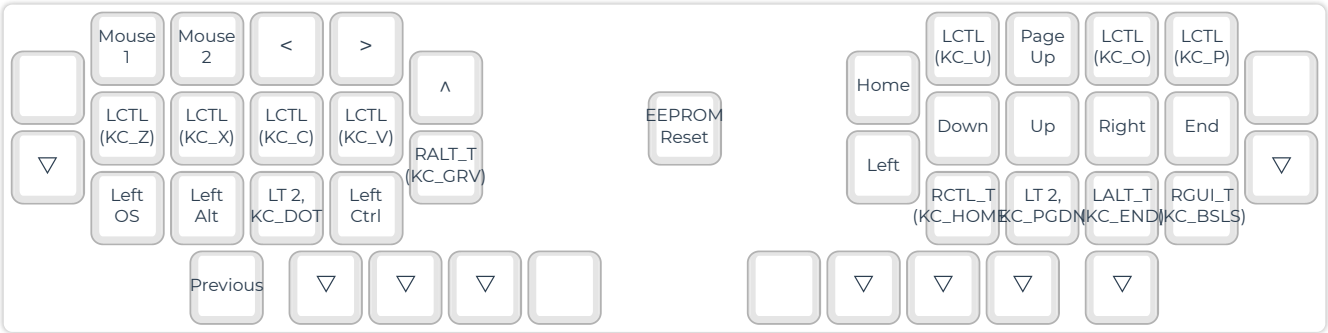 Mouse
1
Mouse
2
<
>
LCTL
(KC_U)
Page
Up
LCTL
(KC_O)
LCTL
(KC_P)
^
Home
LCTL
(KC_Z)
LCTL
(KC_X)
LCTL
(KC_C)
LCTL
(KC_V)
EEPROM
Reset
Down
Up
Right
End
▽
RALT_T
(KC_GRV)
Left
▽
Left
OS
Left
Alt
LT 2,
KC_DOT
Left
Ctrl
RCTL_T
(KC_HOME
LT 2,
KC_PGDN
LALT_T
(KC_END)
RGUI_T
(KC_BSLS)
Previous
▽
▽
▽
▽
▽
▽
▽